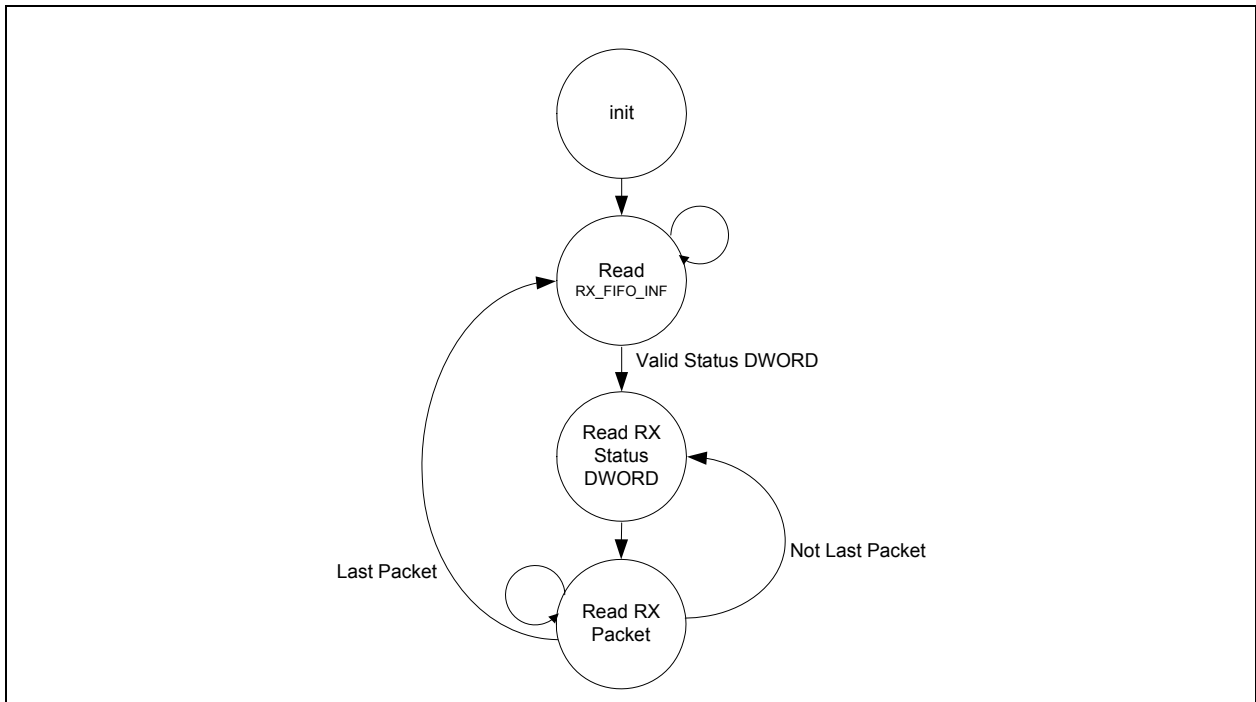 init
Read
RX_FIFO_INF
Valid Status DWORD
Read RX
Status
DWORD
Not Last Packet
Last Packet
Read RX
Packet